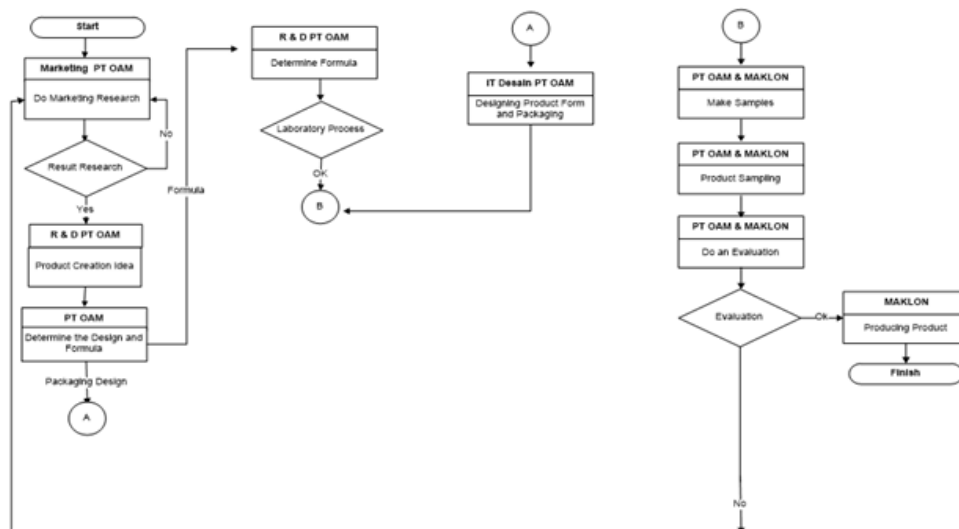 Start
Marketing PT OAM
Do Marketing Research
No
Result Research
Yes
R & D PT OAM
Product Creation Idea
PT OAM
Determine the Design and
Formula
Packaging Design
A
Formula
R & D PT OAM
Determine Formula
Laboratory Process
OK
B
A
IT Desain PT OAM
Designing Product Form
and Packaging
B
PT OAM & MAKLON
Make Samples
PT OAM & MAKLON
Product Sampling
PT OAM & MAKLON
Do an Evaluation
Evaluation
Ok
MAKLON
Producing Product
Finish
No